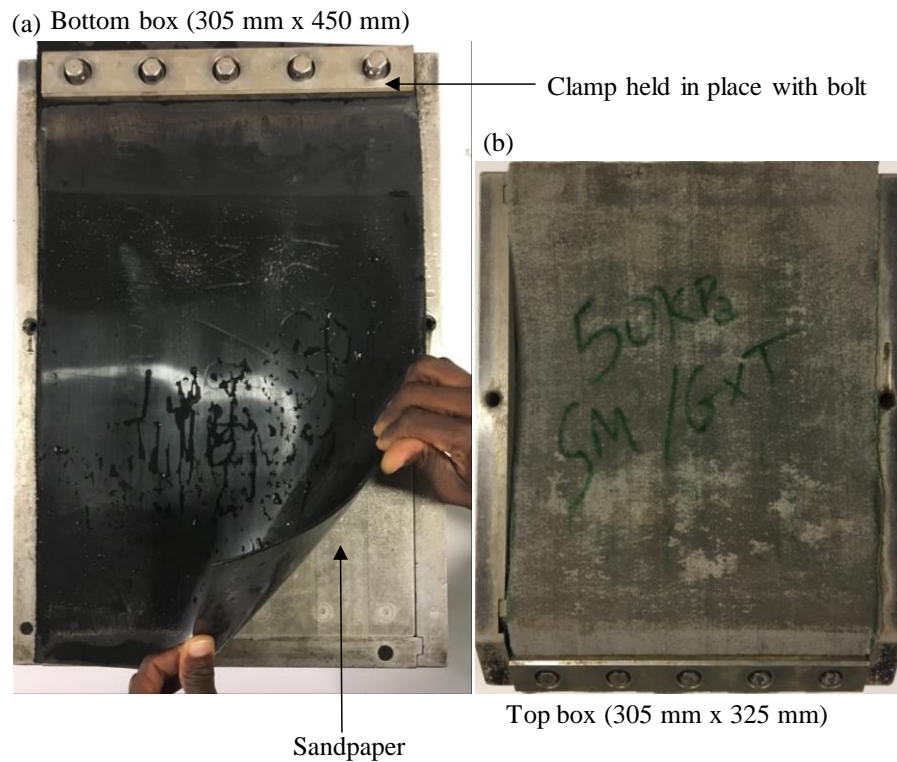 (a) Bottom box (305 mm x 450 mm)
Clamp held in place with bolt
(b)
50KPa
SM/GXT
Top box (305 mm x 325 mm)
Sandpaper